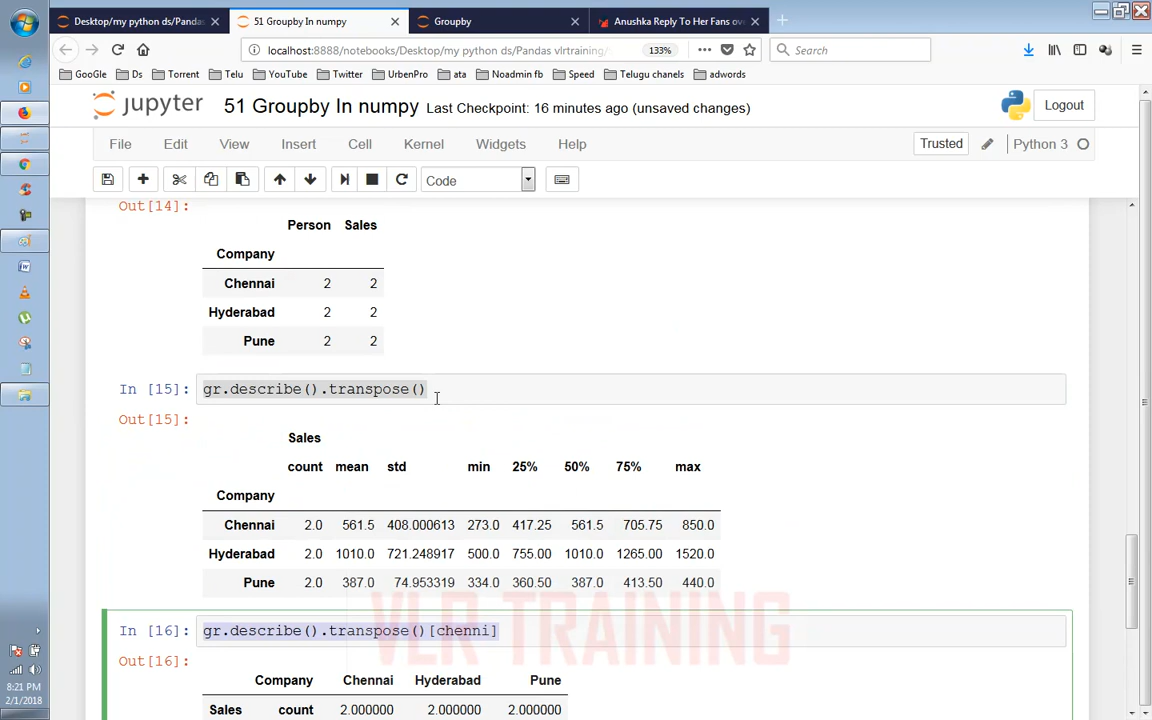 Desktop/my python ds/Pandas
51 Groupby In numpy
Groupby
Anushka Reply To Her Fans ove
localhost:8888/notebooks/Desktop/my python ds/Pandas vlrtraining/
133%
Search
GooGle
Ds
Torrent
Telu
YouTube
Twitter
UrbenPro
ata
Noadmin fb
Speed
Telugu chanels
adwords
jupyter
51 Groupby In numpy Last Checkpoint: 16 minutes ago (unsaved changes)
Logout
File Edit View Insert Cell Kernel Widgets Help
Trusted
Python 3
Code
Out[14]:
Person Sales
Company
Chennai 2 2
Hyderabad 2 2
Pune 2 2
In [15]: gr.describe().transpose()
Out[15]:
Sales
count mean std min 25% 50% 75% max
Company
Chennai 2.0 561.5 408.000613 273.0 417.25 561.5 705.75 850.0
Hyderabad 2.0 1010.0 721.248917 500.0 755.00 1010.0 1265.00 1520.0
Pune 2.0 387.0 74.953319 334.0 360.50 387.0 413.50 440.0
VLR TRAINING
In [16]: gr.describe().transpose()[chenni]
Out[16]:
Company Chennai Hyderabad Pune
Sales count 2.000000 2.000000 2.000000
8:21 PM
2/1/2018